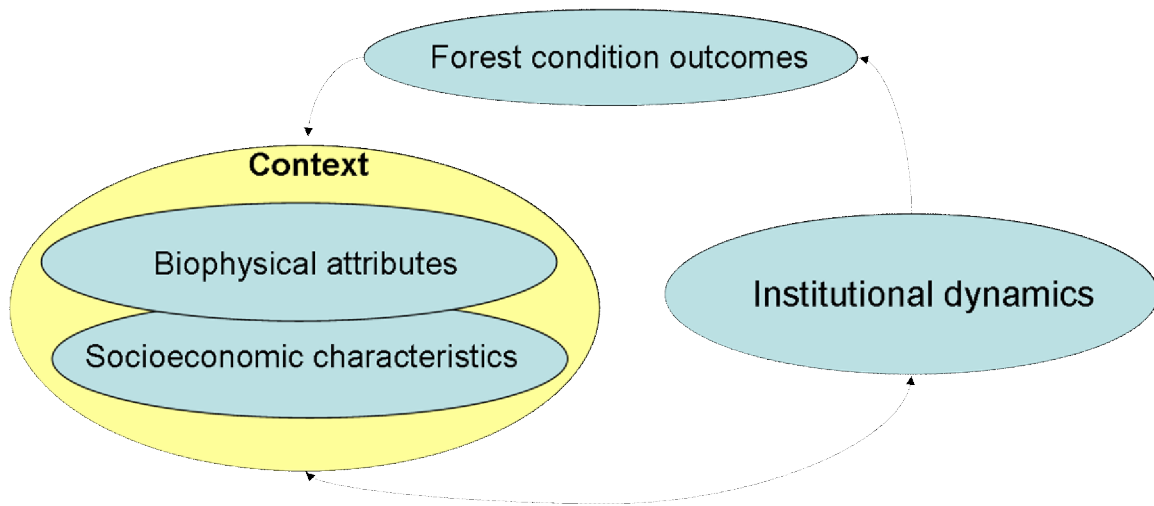 Forest condition outcomes
Context
Biophysical attributes
Institutional dynamics
Socioeconomic characteristics